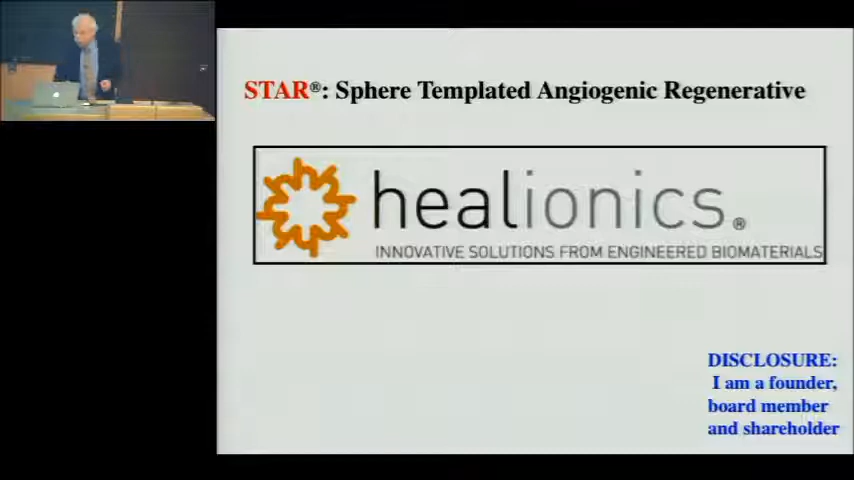 STAR®: Sphere Templated Angiogenic Regenerative
healionics®
INNOVATIVE SOLUTIONS FROM ENGINEERED BIOMATERIALS
DISCLOSURE:
I am a founder,
board member
and shareholder